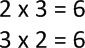 2 × 3 = 6
3 × 2 = 6